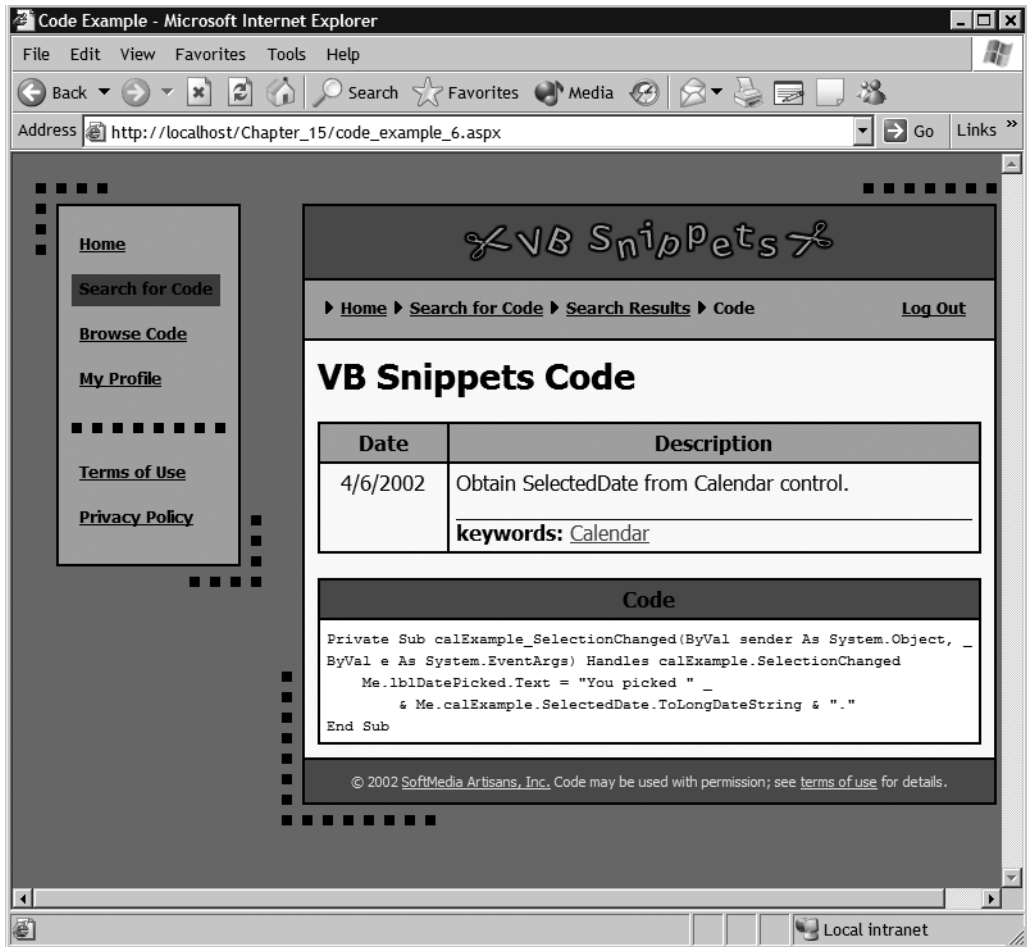 Code Example - Microsoft Internet Explorer
File Edit View Favorites Tools Help
Back Search Favorites Media
Address http://localhost/Chapter_15/code_example_6.aspx Go Links »
Home
Search for Code
Browse Code
My Profile
Terms of Use
Privacy Policy
VB Snippets
Home Search for Code Search Results Code Log Out
VB Snippets Code
Date Description
4/6/2002 Obtain SelectedDate from Calendar control.
keywords: Calendar
Code
Private Sub calExample_SelectionChanged(ByVal sender As System.Object, _
ByVal e As System.EventArgs) Handles calExample.SelectionChanged
    Me.lblDatePicked.Text = "You picked " _
        & Me.calExample.SelectedDate.ToLongDateString & "."
End Sub
© 2002 SoftMedia Artisans, Inc. Code may be used with permission; see terms of use for details.
Local intranet